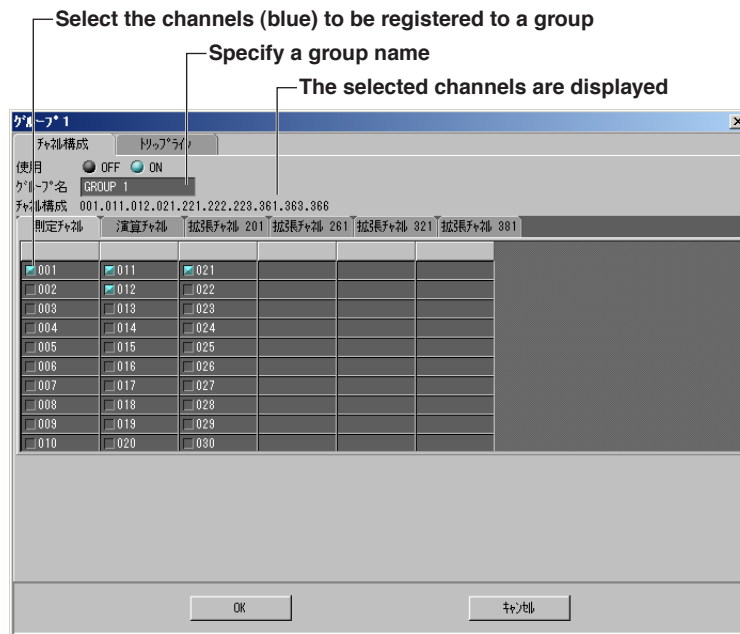 Select the channels (blue) to be registered to a group
Specify a group name
The selected channels are displayed
ｸﾞﾙｰﾌﾟ 1
ﾁｬﾈﾙ構成 ﾄﾘｯﾌﾟﾗｲﾝ
使用 OFF ON
ｸﾞﾙｰﾌﾟ名 GROUP 1
ﾁｬﾈﾙ構成 001.011.012.021.221.222.223.361.363.366
測定ﾁｬﾈﾙ 演算ﾁｬﾈﾙ 拡張ﾁｬﾈﾙ 201 拡張ﾁｬﾈﾙ 261 拡張ﾁｬﾈﾙ 321 拡張ﾁｬﾈﾙ 381
001 011 021
002 012 022
003 013 023
004 014 024
005 015 025
006 016 026
007 017 027
008 018 028
009 019 029
010 020 030
OK ｷｬﾝｾﾙ